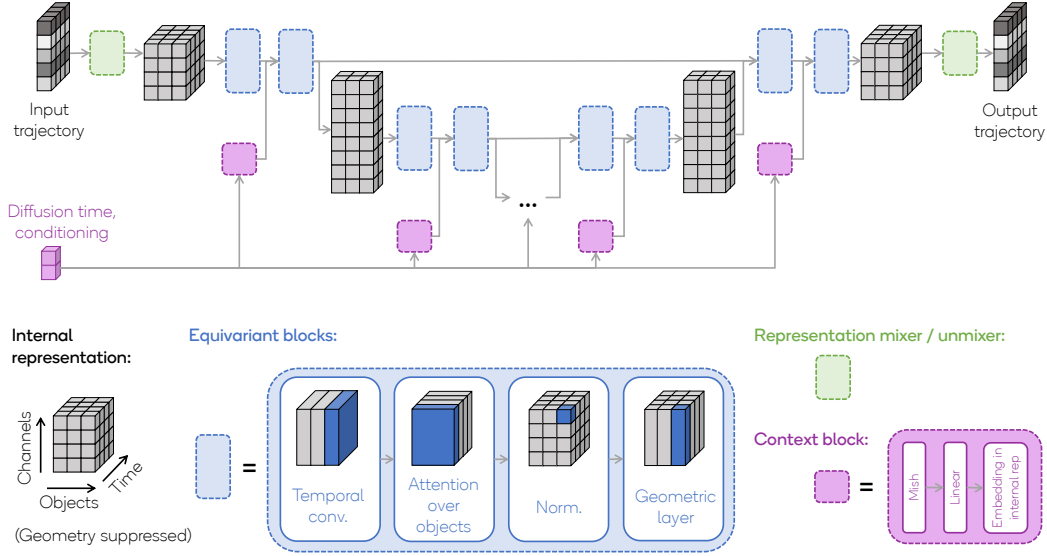 Input
trajectory
Output
trajectory
Diffusion time,
conditioning
...
Internal
representation:
Channels
Objects
Time
(Geometry suppressed)
Equivariant blocks:
=
Temporal
conv.
Attention
over
objects
Norm.
Geometric
layer
Representation mixer / unmixer:
Context block:
=
Mish
Linear
Embedding in
internal rep